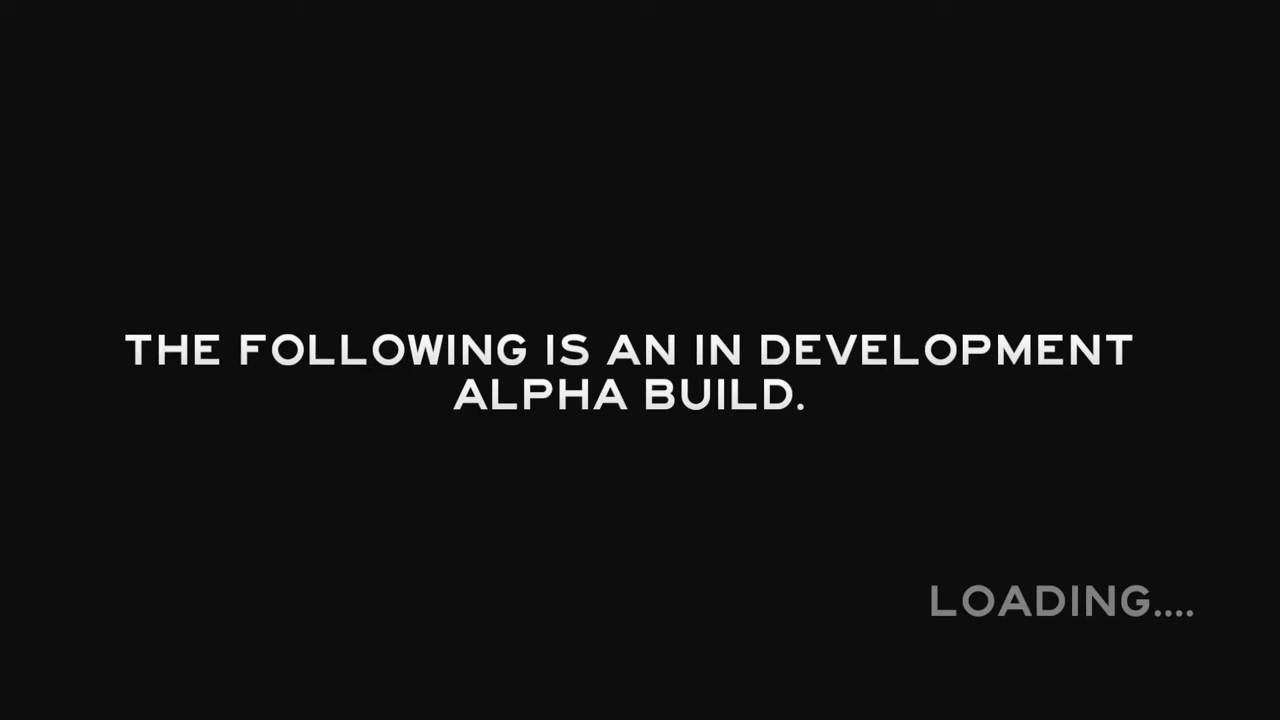 THE FOLLOWING IS AN IN DEVELOPMENT
ALPHA BUILD.
LOADING....